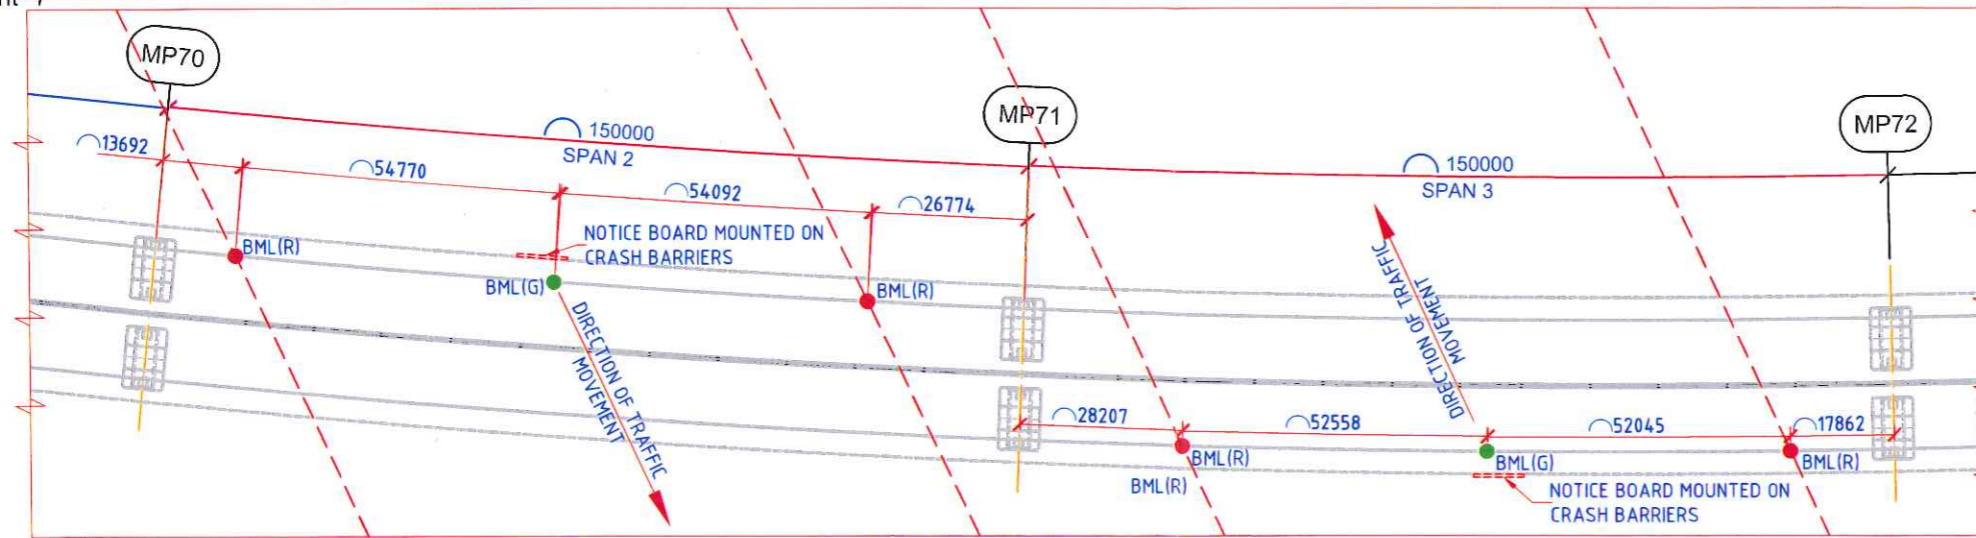 MP70
MP71
MP72
⌒ 150000
SPAN 2
⌒ 150000
SPAN 3
⌒13692
⌒54770
⌒54092
⌒26774
NOTICE BOARD MOUNTED ON
CRASH BARRIERS
BML(R)
BML(G)
BML(R)
DIRECTION OF TRAFFIC
MOVEMENT
DIRECTION OF TRAFFIC
MOVEMENT
⌒28207
⌒52558
⌒52045
⌒17862
BML(R)
BML(R)
BML(G)
BML(R)
NOTICE BOARD MOUNTED ON
CRASH BARRIERS